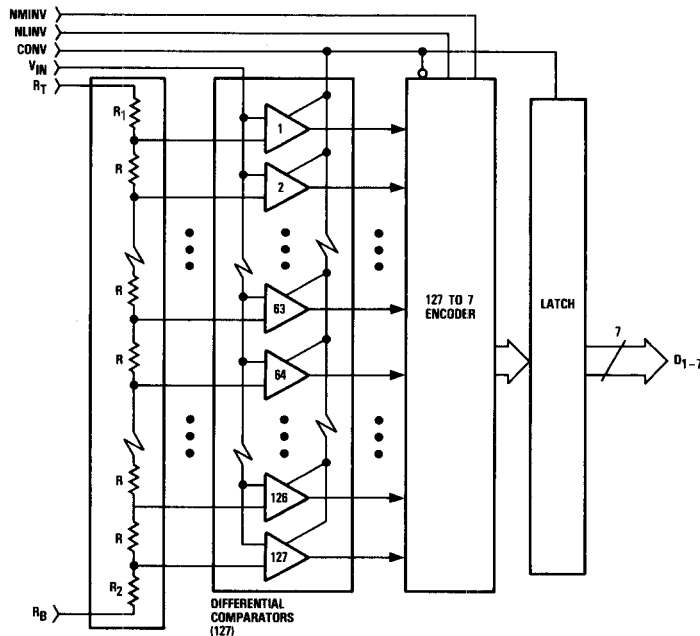 NMINV
NLINV
CONV
VIN
RT
R1
1
R
2
R
63
127 TO 7
ENCODER
LATCH
7
D1-7
R
64
R
126
R
127
R2
RB
DIFFERENTIAL
COMPARATORS
(127)